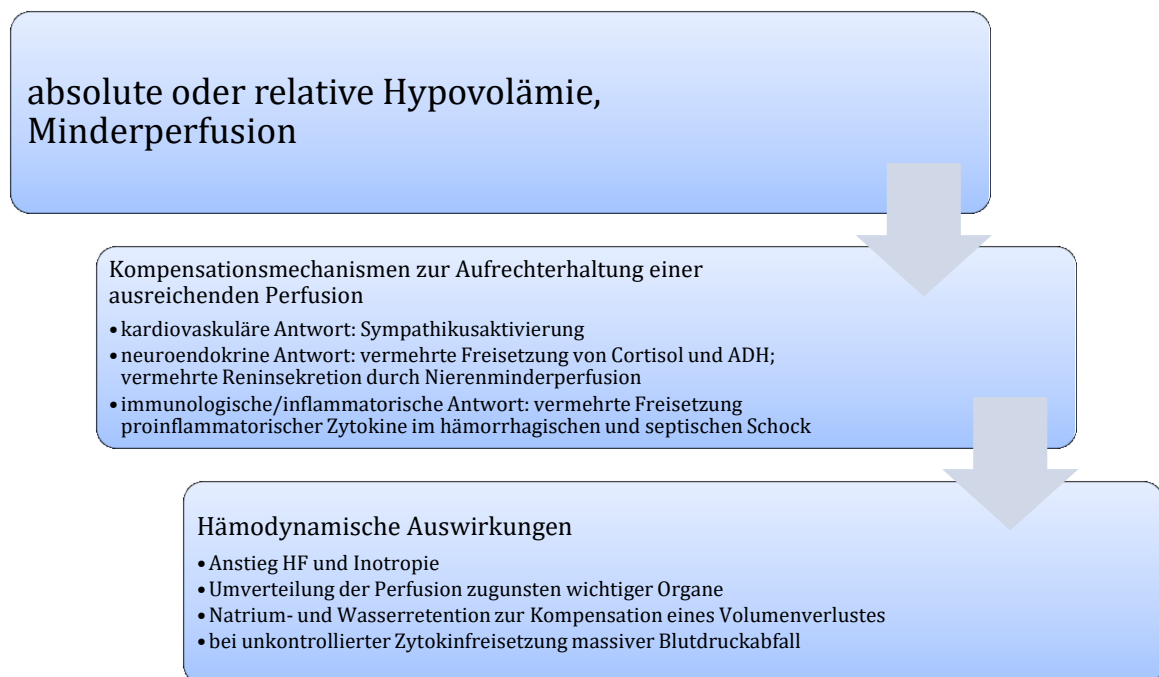 absolute oder relative Hypovolämie,
Minderperfusion
Kompensationsmechanismen zur Aufrechterhaltung einer
ausreichenden Perfusion
•kardiovaskuläre Antwort: Sympathikusaktivierung
•neuroendokrine Antwort: vermehrte Freisetzung von Cortisol und ADH;
vermehrte Reninsekretion durch Nierenminderperfusion
•immunologische/inflammatorische Antwort: vermehrte Freisetzung
proinflammatorischer Zytokine im hämorrhagischen und septischen Schock
Hämodynamische Auswirkungen
•Anstieg HF und Inotropie
•Umverteilung der Perfusion zugunsten wichtiger Organe
•Natrium- und Wasserretention zur Kompensation eines Volumenverlustes
•bei unkontrollierter Zytokinfreisetzung massiver Blutdruckabfall